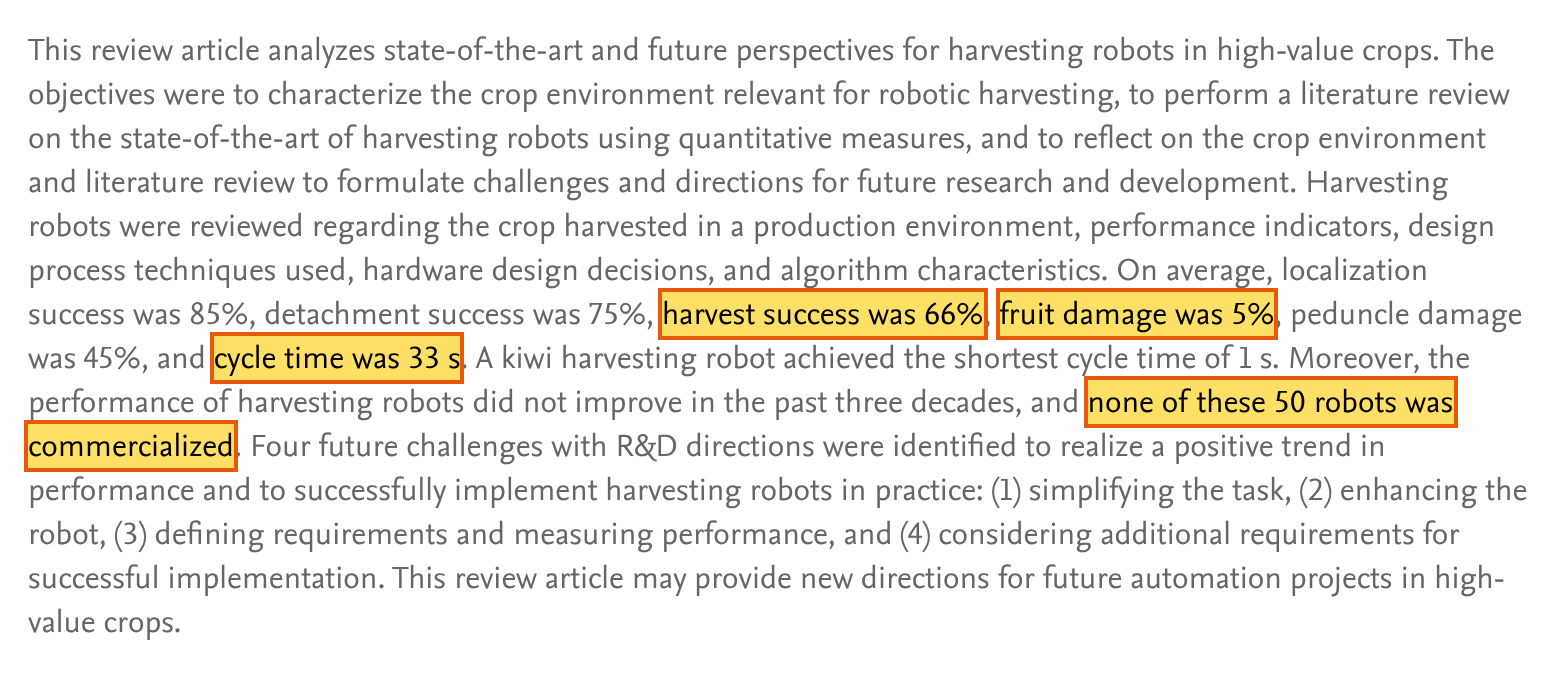 This review article analyzes state-of-the-art and future perspectives for harvesting robots in high-value crops. The
objectives were to characterize the crop environment relevant for robotic harvesting, to perform a literature review
on the state-of-the-art of harvesting robots using quantitative measures, and to reflect on the crop environment
and literature review to formulate challenges and directions for future research and development. Harvesting
robots were reviewed regarding the crop harvested in a production environment, performance indicators, design
process techniques used, hardware design decisions, and algorithm characteristics. On average, localization
success was 85%, detachment success was 75%, harvest success was 66%, fruit damage was 5%, peduncle damage
was 45%, and cycle time was 33 s. A kiwi harvesting robot achieved the shortest cycle time of 1 s. Moreover, the
performance of harvesting robots did not improve in the past three decades, and none of these 50 robots was
commercialized. Four future challenges with R&D directions were identified to realize a positive trend in
performance and to successfully implement harvesting robots in practice: (1) simplifying the task, (2) enhancing the
robot, (3) defining requirements and measuring performance, and (4) considering additional requirements for
successful implementation. This review article may provide new directions for future automation projects in high-
value crops.